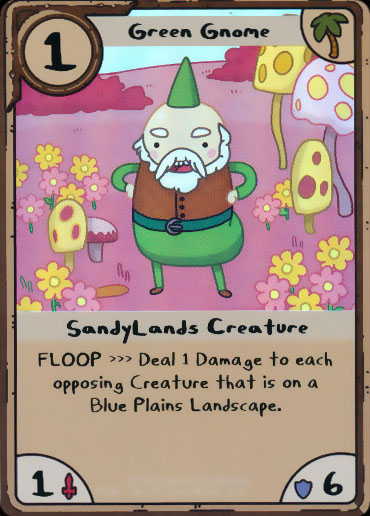 1
Green Gnome
SandyLands Creature
FLOOP >>> Deal 1 Damage to each
opposing Creature that is on a
Blue Plains Landscape.
1
6